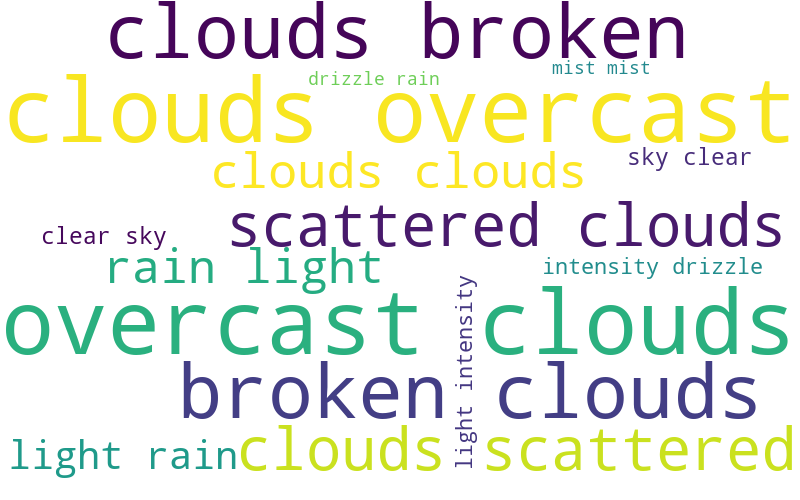 clouds broken
mist mist
drizzle rain
clouds overcast
sky clear
clouds clouds
scattered clouds
clear sky
rain light
intensity drizzle
overcast clouds
light intensity
broken clouds
clouds scattered
light rain